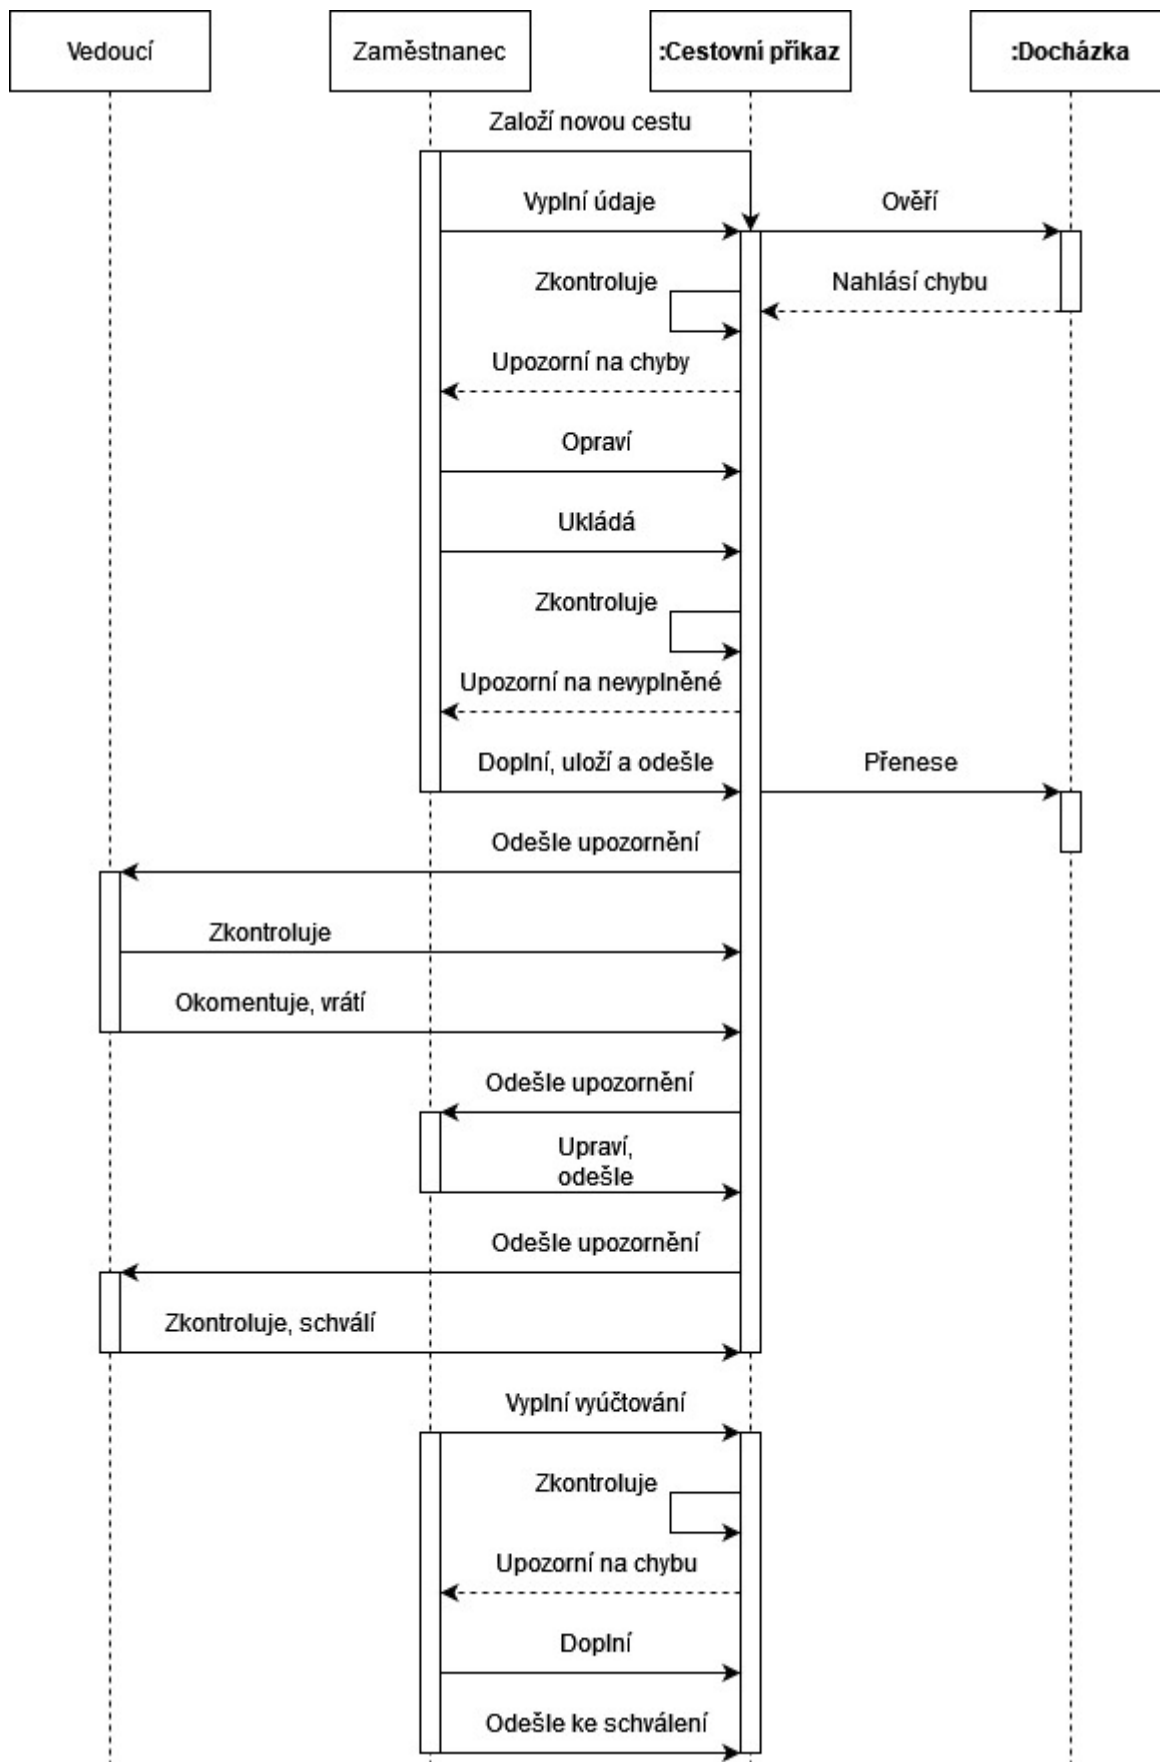 Vedoucí
Zaměstnanec
:Cestovní příkaz
:Docházka
Založí novou cestu
Vyplní údaje
Ověří
Zkontroluje
Nahlásí chybu
Upozorní na chyby
Opraví
Ukládá
Zkontroluje
Upozorní na nevyplněné
Doplní, uloží a odešle
Přenese
Odešle upozornění
Zkontroluje
Okomentuje, vrátí
Odešle upozornění
Upraví,
odešle
Odešle upozornění
Zkontroluje, schválí
Vyplní vyúčtování
Zkontroluje
Upozorní na chybu
Doplní
Odešle ke schválení